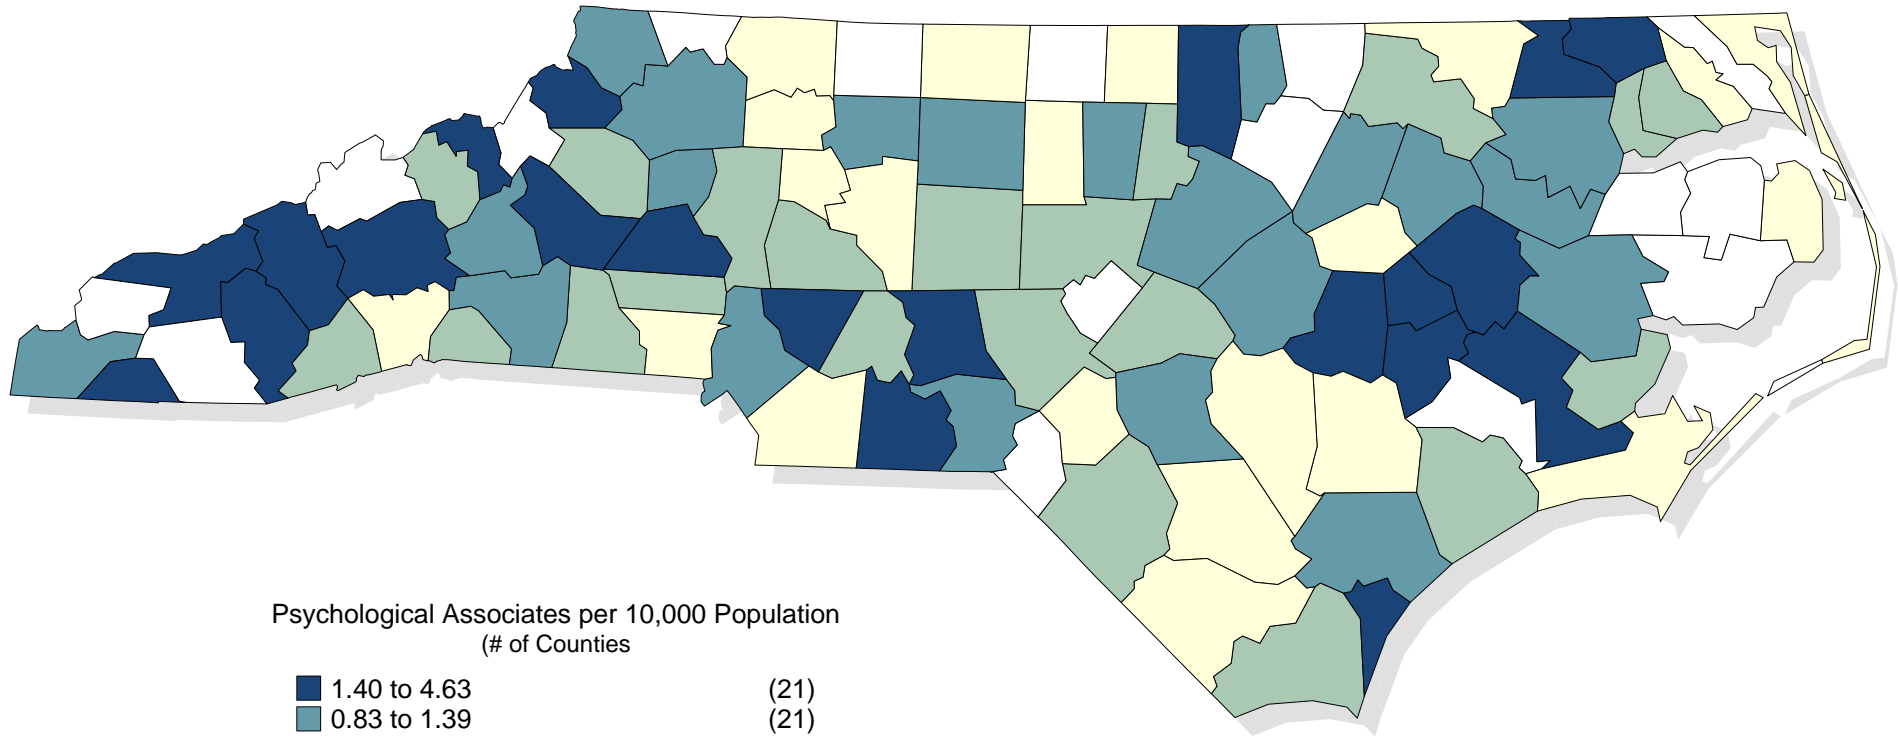 Psychological Associates per 10,000 Population
(# of Counties
1.40 to 4.63 (21)
0.83 to 1.39 (21)